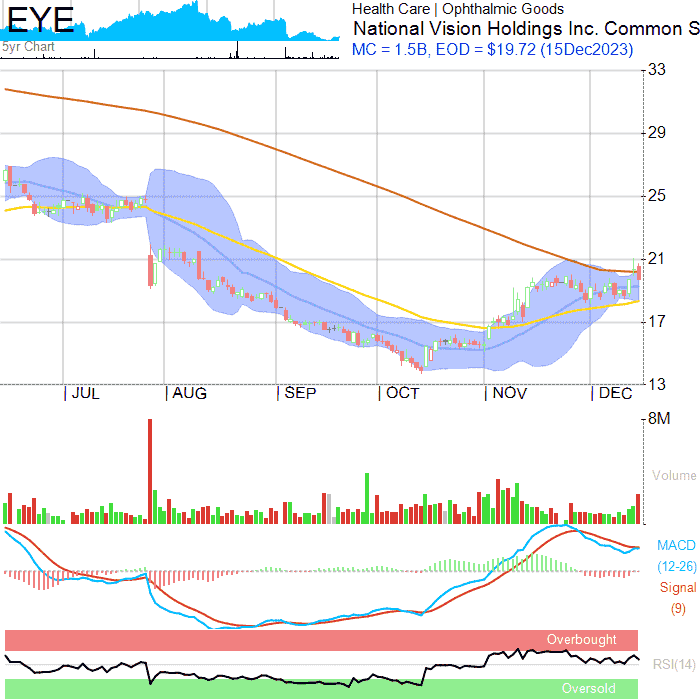 EYE
5yr Chart
Health Care | Ophthalmic Goods
National Vision Holdings Inc. Common S
MC = 1.5B, EOD = $19.72 (15Dec2023)
33
29
25
21
17
13
JUL AUG SEP OCT NOV DEC
8M
Volume
MACD
(12-26)
Signal
(9)
Overbought
RSI(14)
Oversold